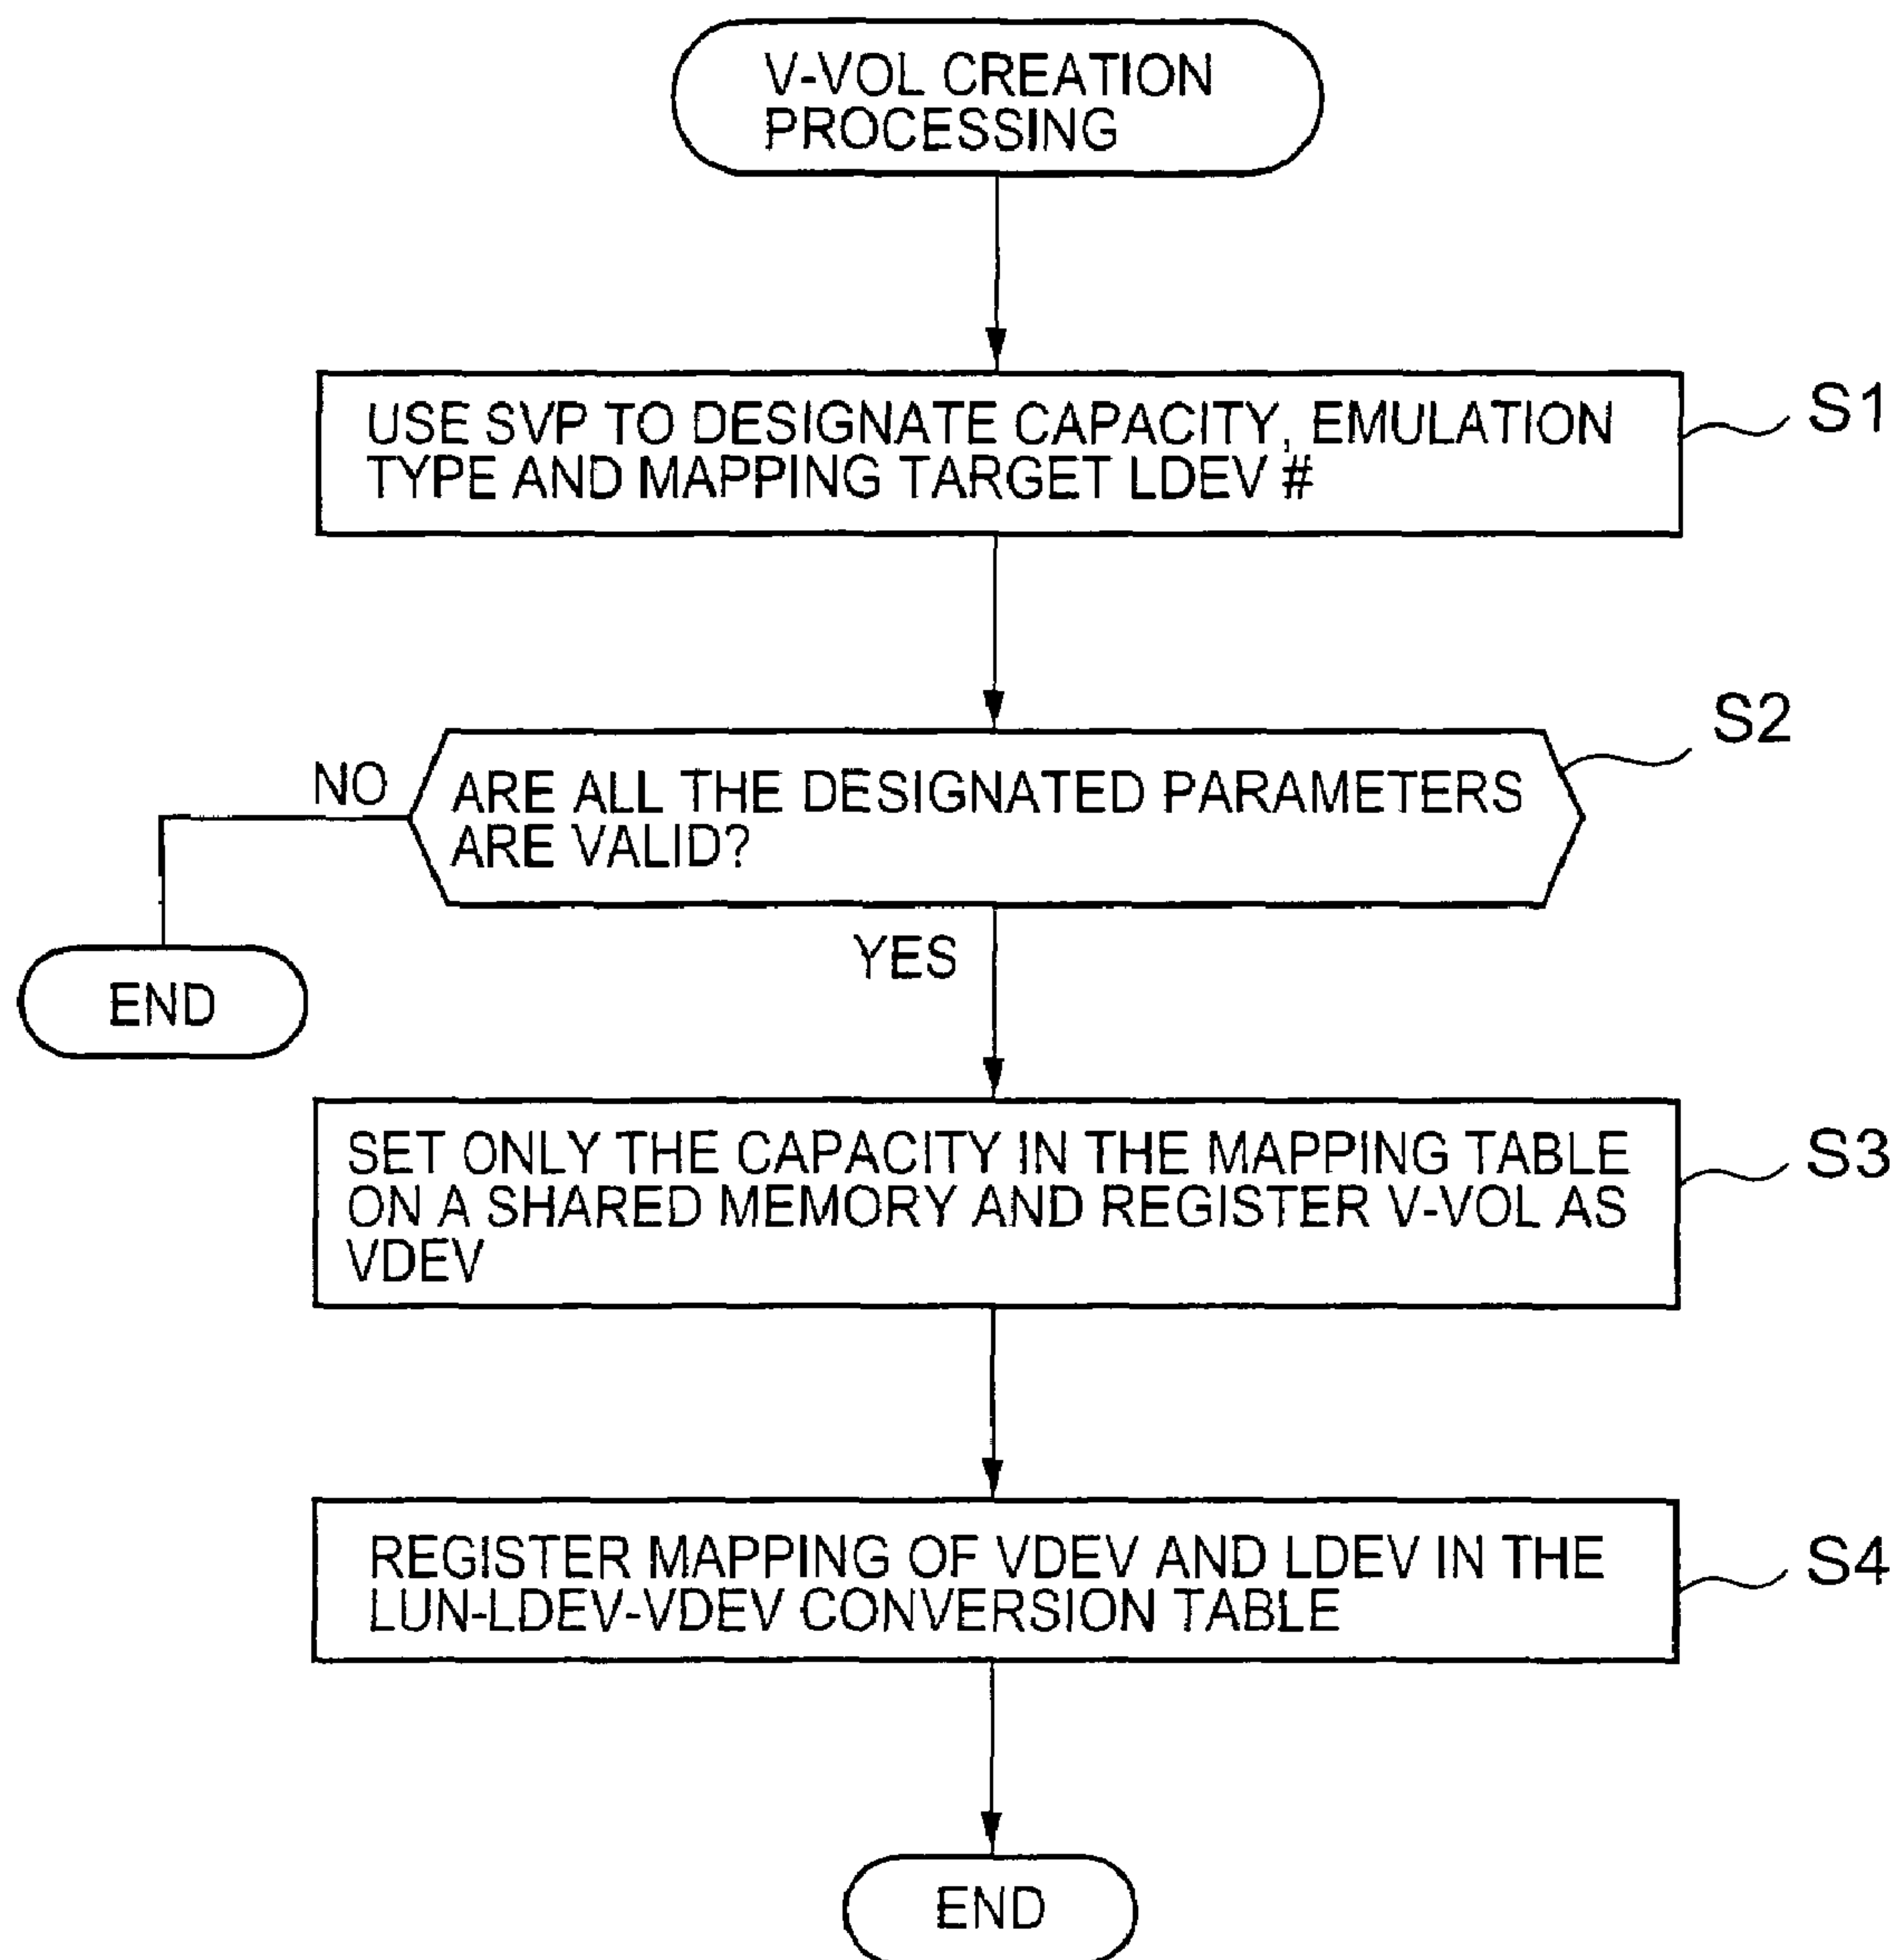 V-VOL CREATION
PROCESSING
USE SVP TO DESIGNATE CAPACITY, EMULATION
TYPE AND MAPPING TARGET LDEV #
S1
S2
NO
ARE ALL THE DESIGNATED PARAMETERS
ARE VALID?
YES
END
SET ONLY THE CAPACITY IN THE MAPPING TABLE
ON A SHARED MEMORY AND REGISTER V-VOL AS
VDEV
S3
REGISTER MAPPING OF VDEV AND LDEV IN THE
LUN-LDEV-VDEV CONVERSION TABLE
S4
END